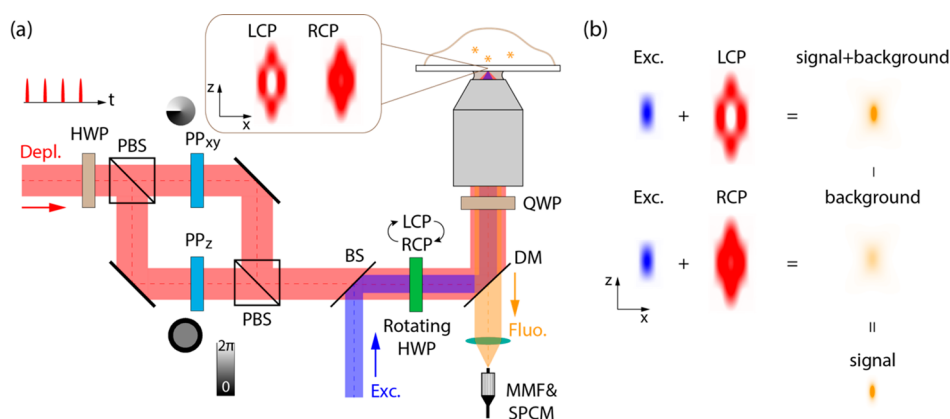 (a)
LCP RCP
z
x
t
HWP
PBS
PPxy
Depl.
QWP
LCP
RCP
PPz
BS
DM
PBS
Rotating
HWP
Fluo.
2π
0
Exc.
MMF&
SPCM
(b)
Exc. LCP signal+background
+ =
–
Exc. RCP background
+ =
z
x
=
signal